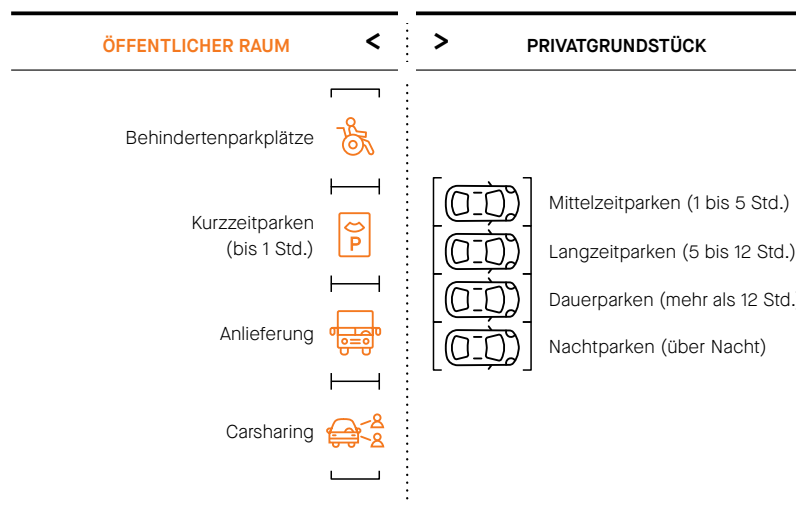 ÖFFENTLICHER RAUM <
Behindertenparkplätze
Kurzzeitparken
(bis 1 Std.)
P
Anlieferung
Carsharing
> PRIVATGRUNDSTÜCK
Mittelzeitparken (1 bis 5 Std.)
Langzeitparken (5 bis 12 Std.)
Dauerparken (mehr als 12 Std.
Nachtparken (über Nacht)